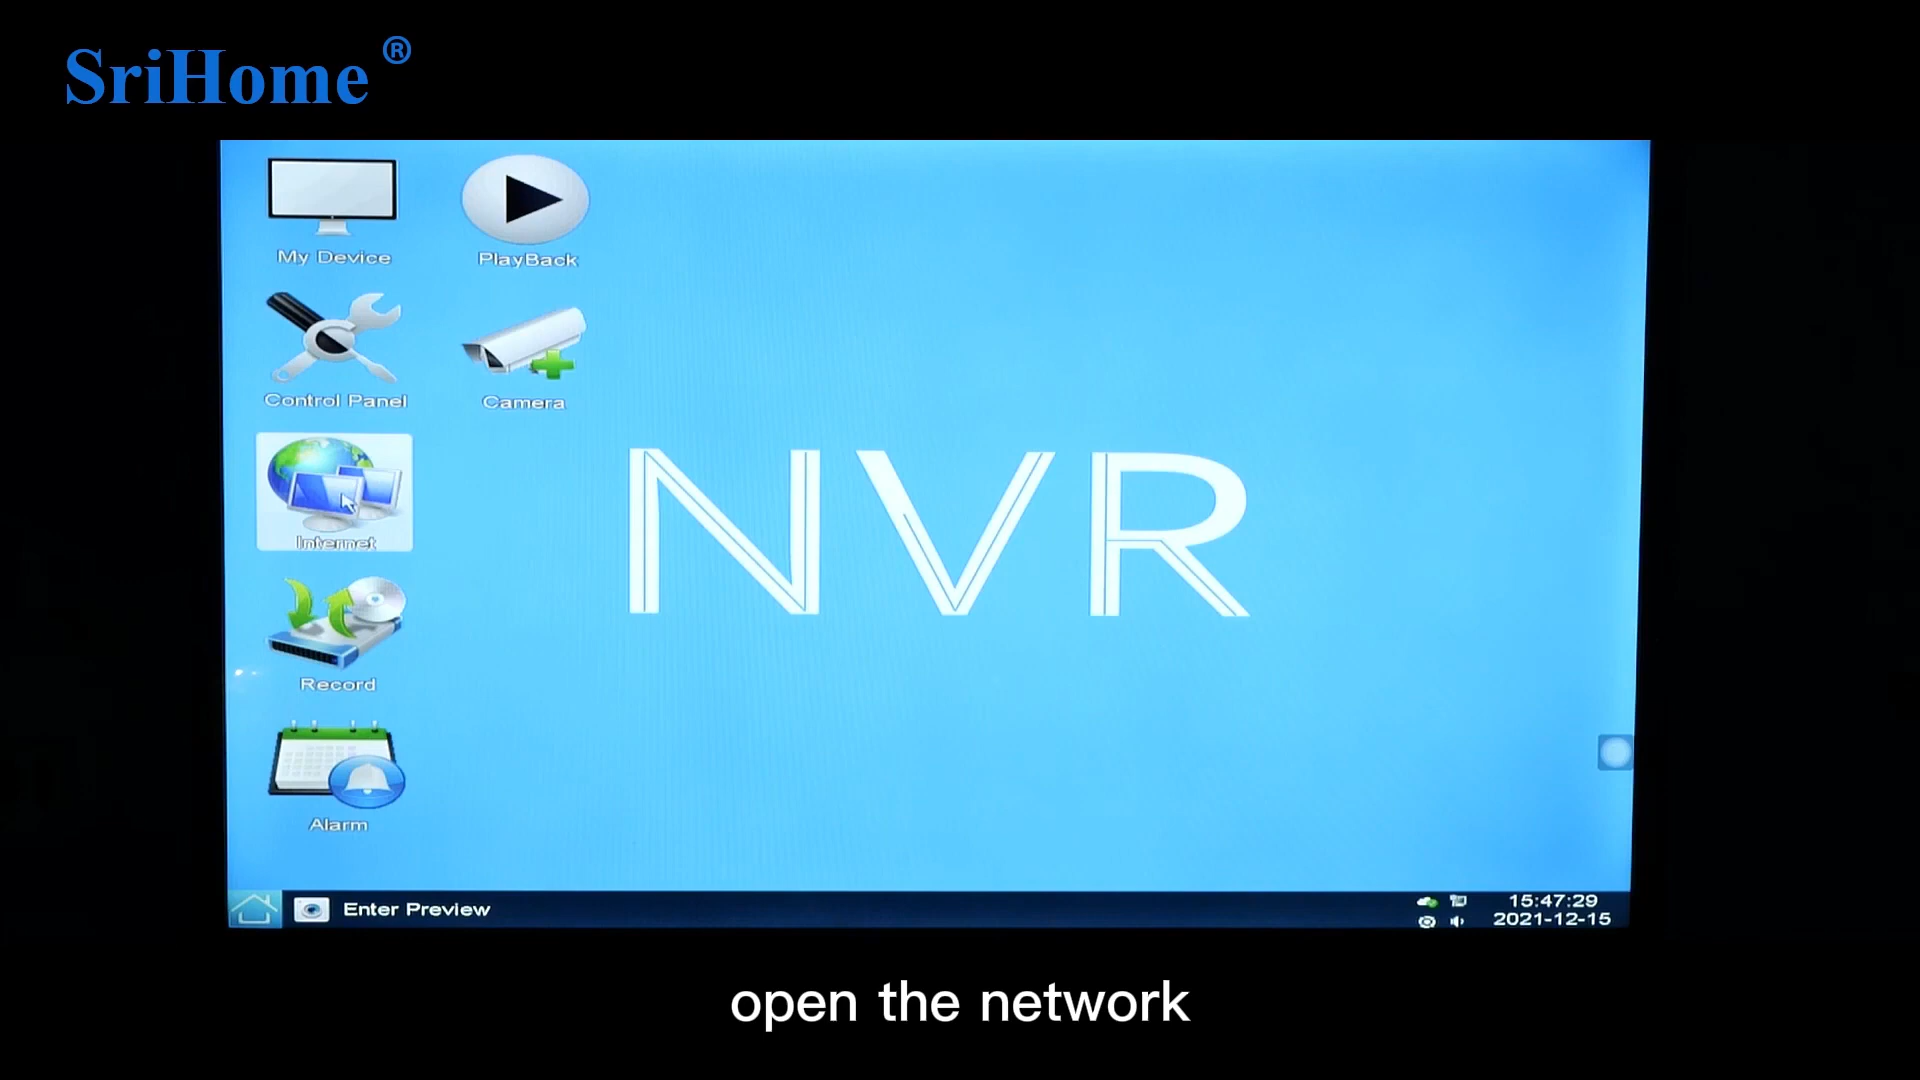 SriHome ®
My Device
PlayBack
Control Panel
Camera
Internet
NVR
Record
Alarm
Enter Preview
15:47:29
2021-12-15
open the network